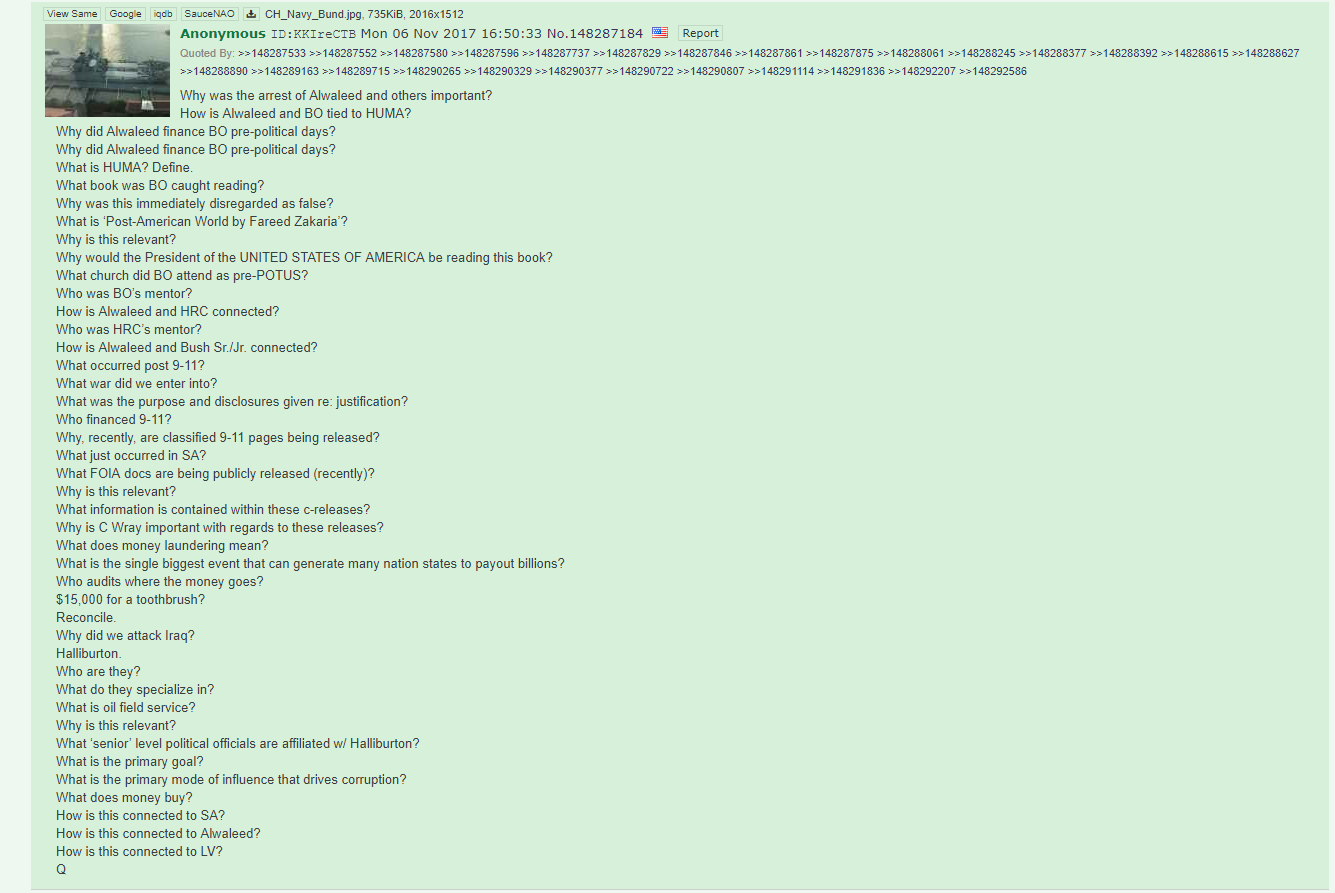 View Same Google iqdb SauceNAO CH_Navy_Bund.jpg, 735KiB, 2016x1512
Anonymous ID:KKIreCTB Mon 06 Nov 2017 16:50:33 No.148287184 Report
Quoted By: >>148287533 >>148287552 >>148287580 >>148287596 >>148287737 >>148287829 >>148287846 >>148287861 >>148287875 >>148288061 >>148288245 >>148288377 >>148288392 >>148288615 >>148288627
>>148288890 >>148289163 >>148289715 >>148290265 >>148290329 >>148290377 >>148290722 >>148290807 >>148291114 >>148291836 >>148292207 >>148292586
Why was the arrest of Alwaleed and others important?
How is Alwaleed and BO tied to HUMA?
Why did Alwaleed finance BO pre-political days?
Why did Alwaleed finance BO pre-political days?
What is HUMA? Define.
What book was BO caught reading?
Why was this immediately disregarded as false?
What is ‘Post-American World by Fareed Zakaria’?
Why is this relevant?
Why would the President of the UNITED STATES OF AMERICA be reading this book?
What church did BO attend as pre-POTUS?
Who was BO’s mentor?
How is Alwaleed and HRC connected?
Who was HRC’s mentor?
How is Alwaleed and Bush Sr./Jr. connected?
What occurred post 9-11?
What war did we enter into?
What was the purpose and disclosures given re: justification?
Who financed 9-11?
Why, recently, are classified 9-11 pages being released?
What just occurred in SA?
What FOIA docs are being publicly released (recently)?
Why is this relevant?
What information is contained within these c-releases?
Why is C Wray important with regards to these releases?
What does money laundering mean?
What is the single biggest event that can generate many nation states to payout billions?
Who audits where the money goes?
$15,000 for a toothbrush?
Reconcile.
Why did we attack Iraq?
Halliburton.
Who are they?
What do they specialize in?
What is oil field service?
Why is this relevant?
What ‘senior’ level political officials are affiliated w/ Halliburton?
What is the primary goal?
What is the primary mode of influence that drives corruption?
What does money buy?
How is this connected to SA?
How is this connected to Alwaleed?
How is this connected to LV?
Q